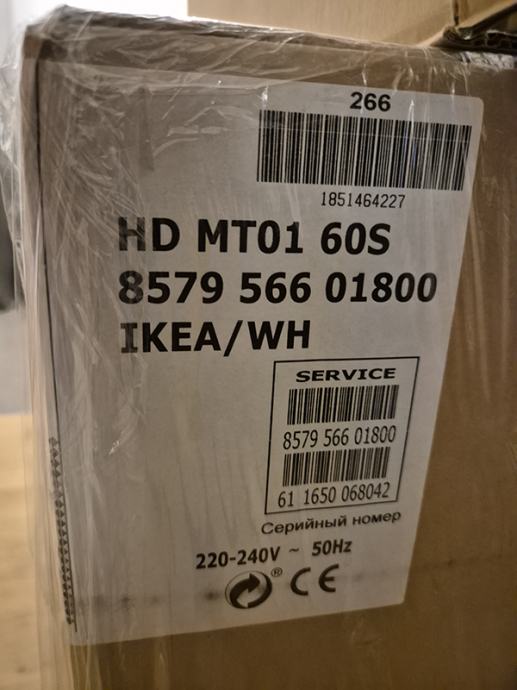 266
1851464227
HD MT01 60S
8579 566 01800
IKEA/WH
SERVICE
8579 566 01800
61 1650 068042
Серийный номер
220-240V ~ 50Hz
® CE